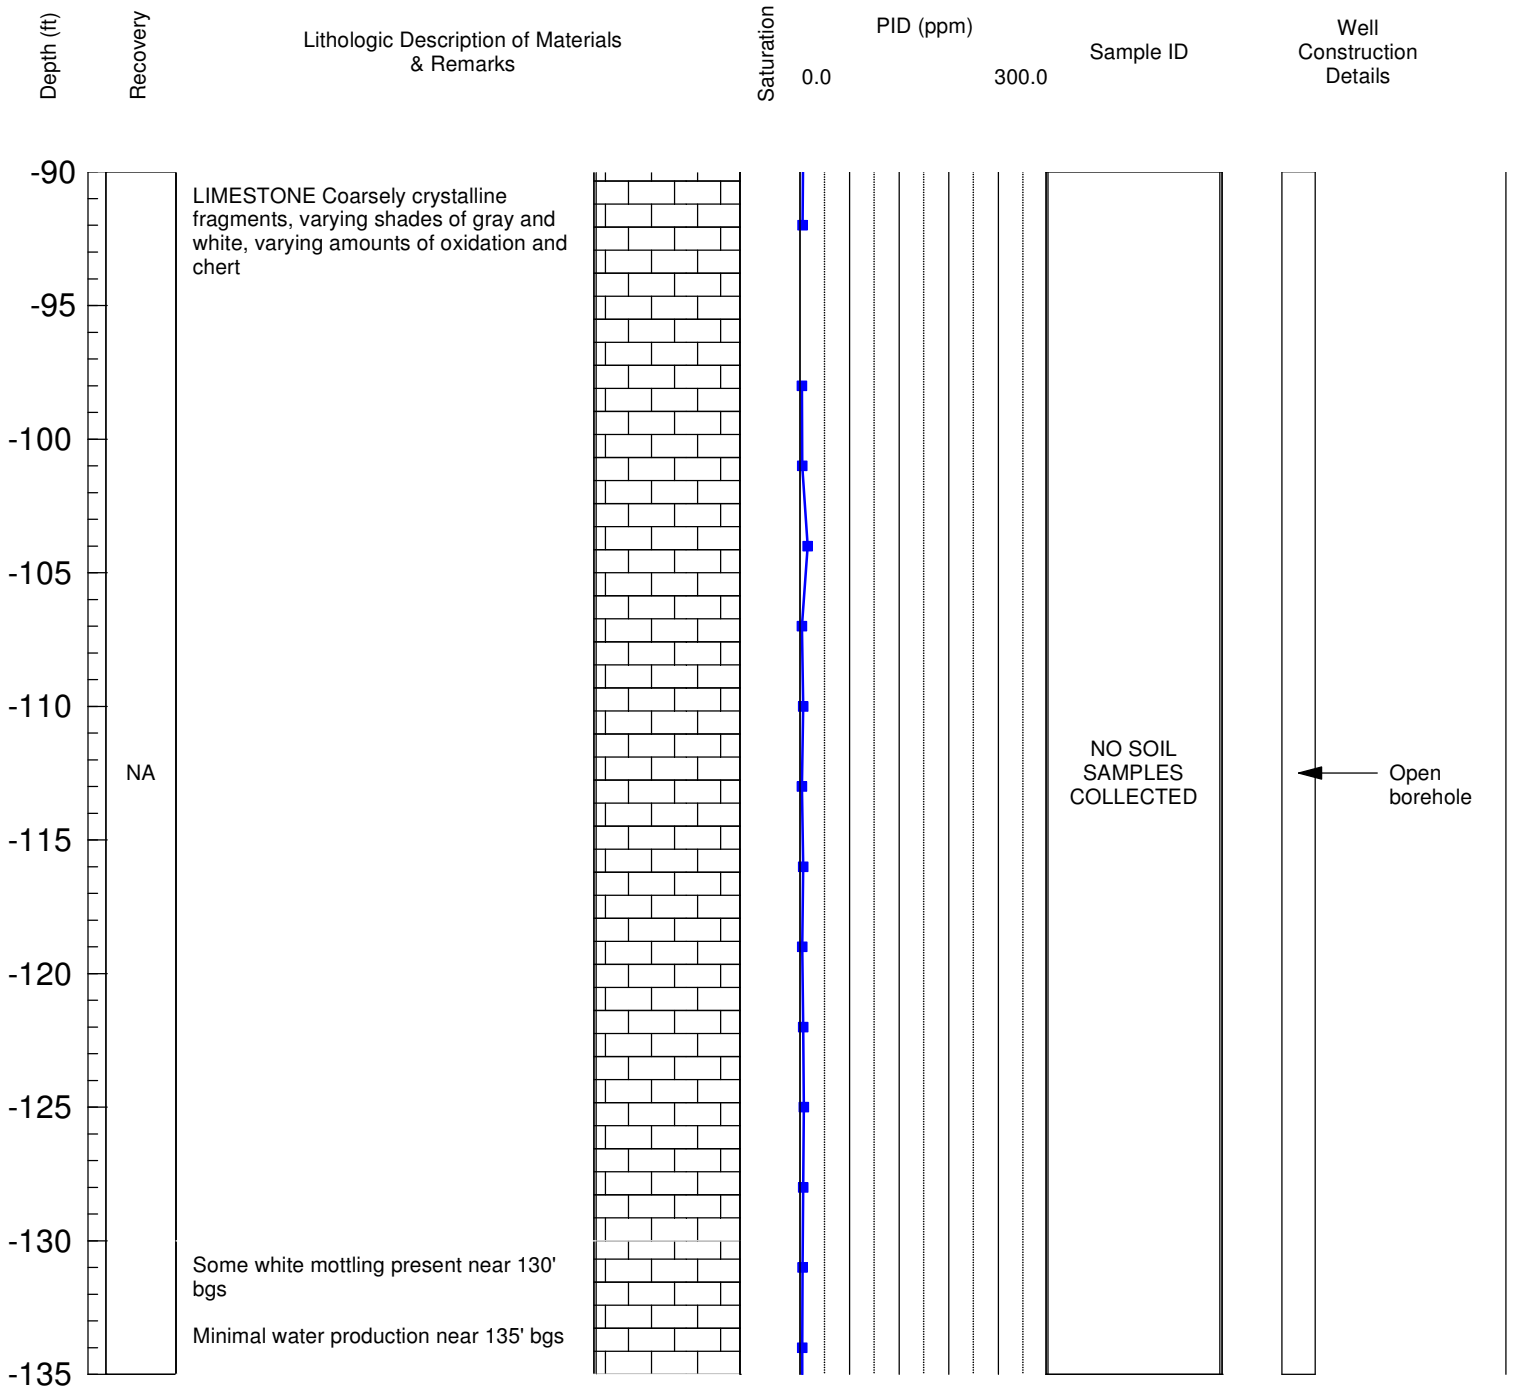 Depth (ft)
Recovery
Lithologic Description of Materials
& Remarks
Saturation
PID (ppm)
0.0
300.0
Sample ID
Well
Construction
Details
-90
LIMESTONE Coarsely crystalline
fragments, varying shades of gray and
white, varying amounts of oxidation and
chert
-95
-100
-105
-110
NA
NO SOIL
SAMPLES
COLLECTED
Open
borehole
-115
-120
-125
-130
Some white mottling present near 130'
bgs
Minimal water production near 135' bgs
-135